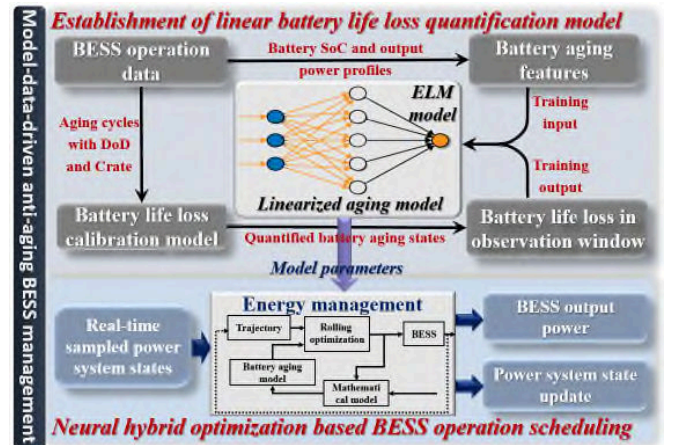 Model-data-driven anti-aging BESS management
Establishment of linear battery life loss quantification model
BESS operation
data
Battery SoC and output
power profiles
Battery aging
features
Aging cycles
with DoD
and Crate
ELM
model
Linearized aging model
Training
input
Training
output
Battery life loss
calibration model
Quantified battery aging states
Battery life loss in
observation window
Model parameters
Real-time
sampled power
system states
Energy management
Trajectory
Rolling
optimization
BESS
Battery aging
model
Mathemati
cal model
BESS output
power
Power system state
update
Neural hybrid optimization based BESS operation scheduling